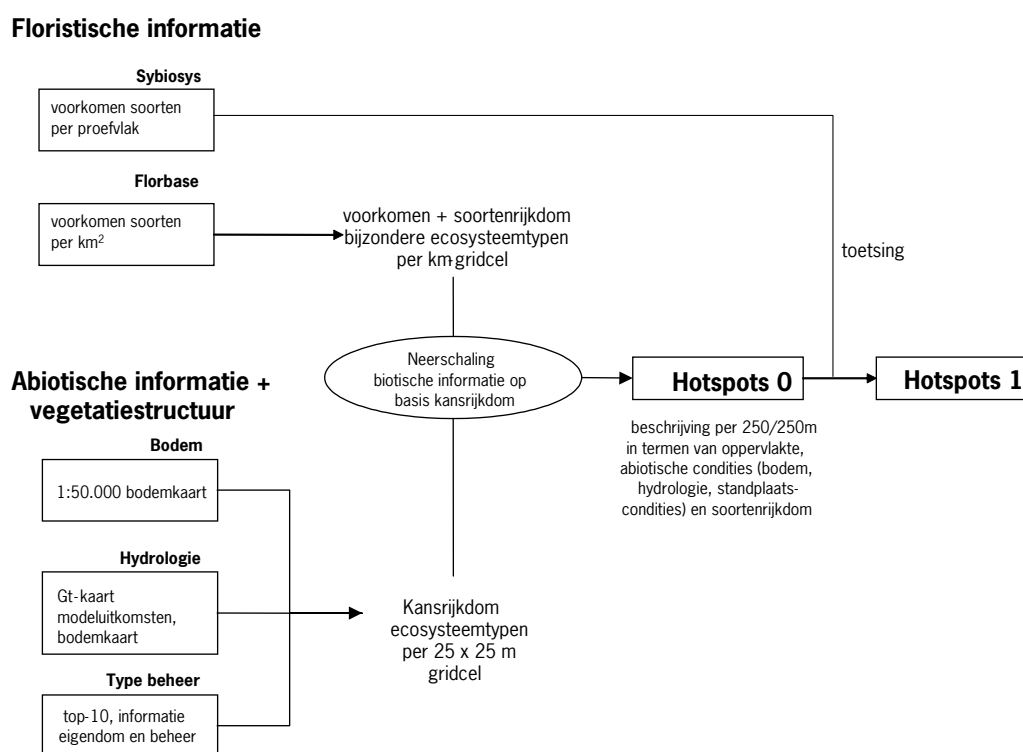 Floristische informatie
Sybiosys
voorkomen soorten
per proefvlak
Florbase
voorkomen soorten
per km²
voorkomen + soortenrijkdom
bijzondere ecosysteemtypen
per km-gridcel
toetsing
Neerschaling
biotische informatie op
basis kansrijkdom
Hotspots 0
Hotspots 1
beschrijving per 250/250m
in termen van oppervlakte,
abiotische condities (bodem,
hydrologie, standplaats-
condities) en soortenrijkdom
Abiotische informatie +
vegetatiestructuur
Bodem
1:50.000 bodemkaart
Hydrologie
Gt-kaart
modeluitkomsten,
bodemkaart
Type beheer
top-10, informatie
eigendom en beheer
Kansrijkdom
ecosysteemtypen
per 25 x 25 m
gridcel